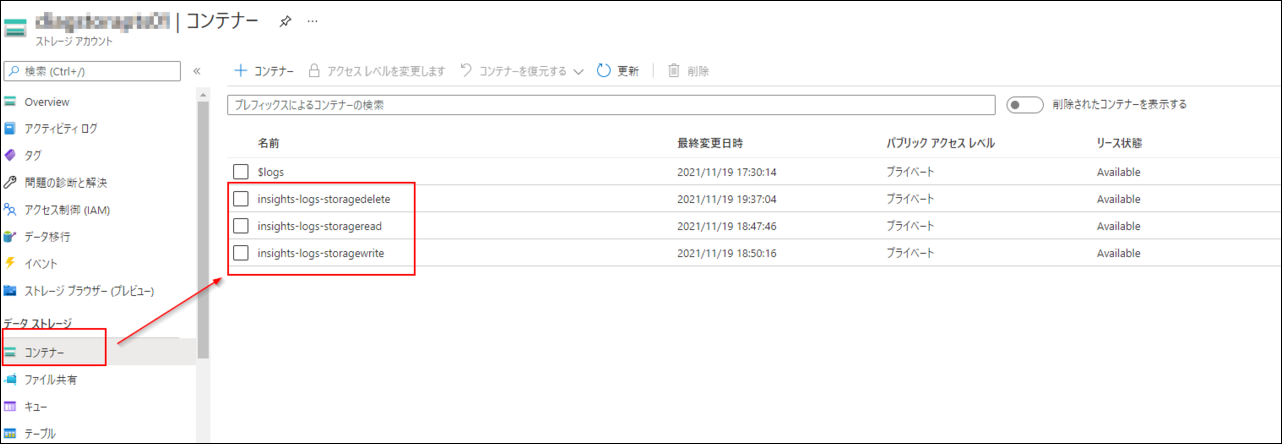 | コンテナー ···
ストレージ アカウント
検索 (Ctrl+/) «
+ コンテナー アクセス レベルを変更します コンテナーを復元する 更新 削除
プレフィックスによるコンテナーの検索 削除されたコンテナーを表示する
Overview
アクティビティ ログ
タグ
問題の診断と解決
アクセス制御 (IAM)
データ移行
イベント
ストレージ ブラウザー (プレビュー)
データ ストレージ
コンテナー
ファイル共有
キュー
テーブル
名前 最終変更日時 パブリック アクセス レベル リース状態
$logs 2021/11/19 17:30:14 プライベート Available
insights-logs-storagedelete 2021/11/19 19:37:04 プライベート Available
insights-logs-storageread 2021/11/19 18:47:46 プライベート Available
insights-logs-storagewrite 2021/11/19 18:50:16 プライベート Available